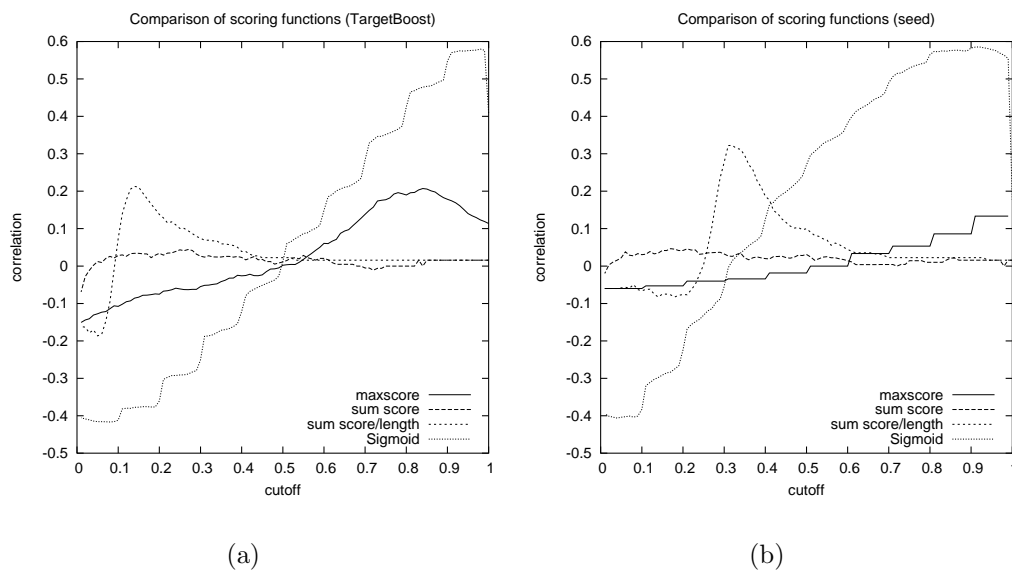 Comparison of scoring functions (TargetBoost)
0.6
0.5
0.4
0.3
0.2
0.1
0
-0.1
-0.2
-0.3
-0.4
-0.5
correlation
maxscore
sum score
sum score/length
Sigmoid
0 0.1 0.2 0.3 0.4 0.5 0.6 0.7 0.8 0.9 1
cutoff
(a)
Comparison of scoring functions (seed)
0.6
0.5
0.4
0.3
0.2
0.1
0
-0.1
-0.2
-0.3
-0.4
-0.5
correlation
maxscore
sum score
sum score/length
Sigmoid
0 0.1 0.2 0.3 0.4 0.5 0.6 0.7 0.8 0.9 1
cutoff
(b)